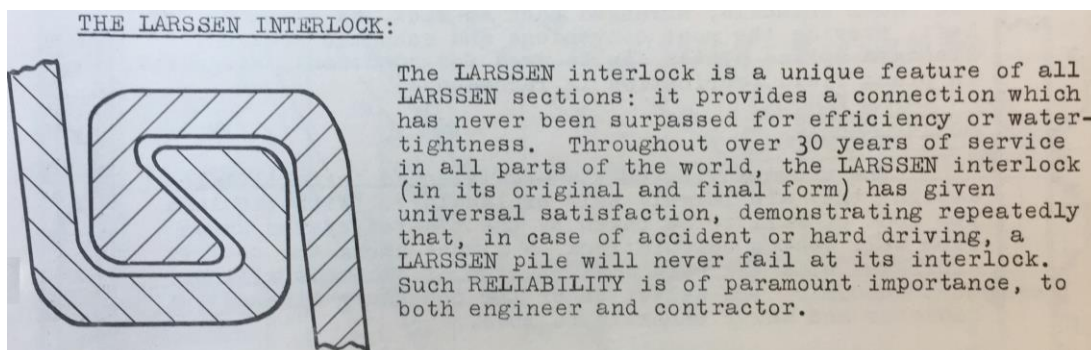 THE LARSSEN INTERLOCK:
The LARSSEN interlock is a unique feature of all
LARSSEN sections: it provides a connection which
has never been surpassed for efficiency or water-
tightness. Throughout over 30 years of service
in all parts of the world, the LARSSEN interlock
(in its original and final form) has given
universal satisfaction, demonstrating repeatedly
that, in case of accident or hard driving, a
LARSSEN pile will never fail at its interlock.
Such RELIABILITY is of paramount importance, to
both engineer and contractor.